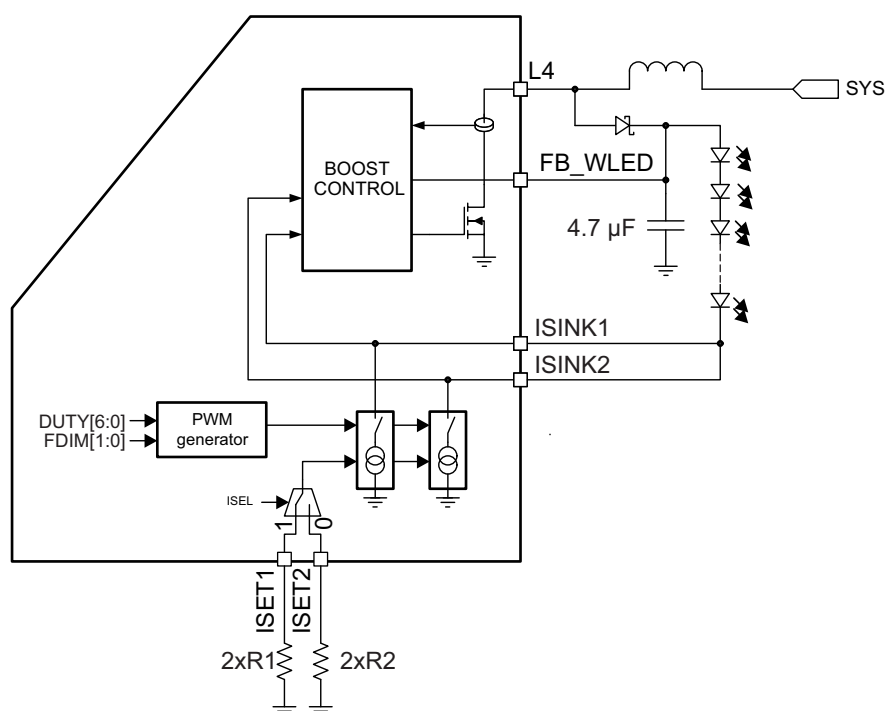 L4
SYS
BOOST
CONTROL
FB_WLED
4.7 µF
ISINK1
ISINK2
DUTY[6:0]
FDIM[1:0]
PWM
generator
ISEL
1
0
ISET1
ISET2
2xR1
2xR2